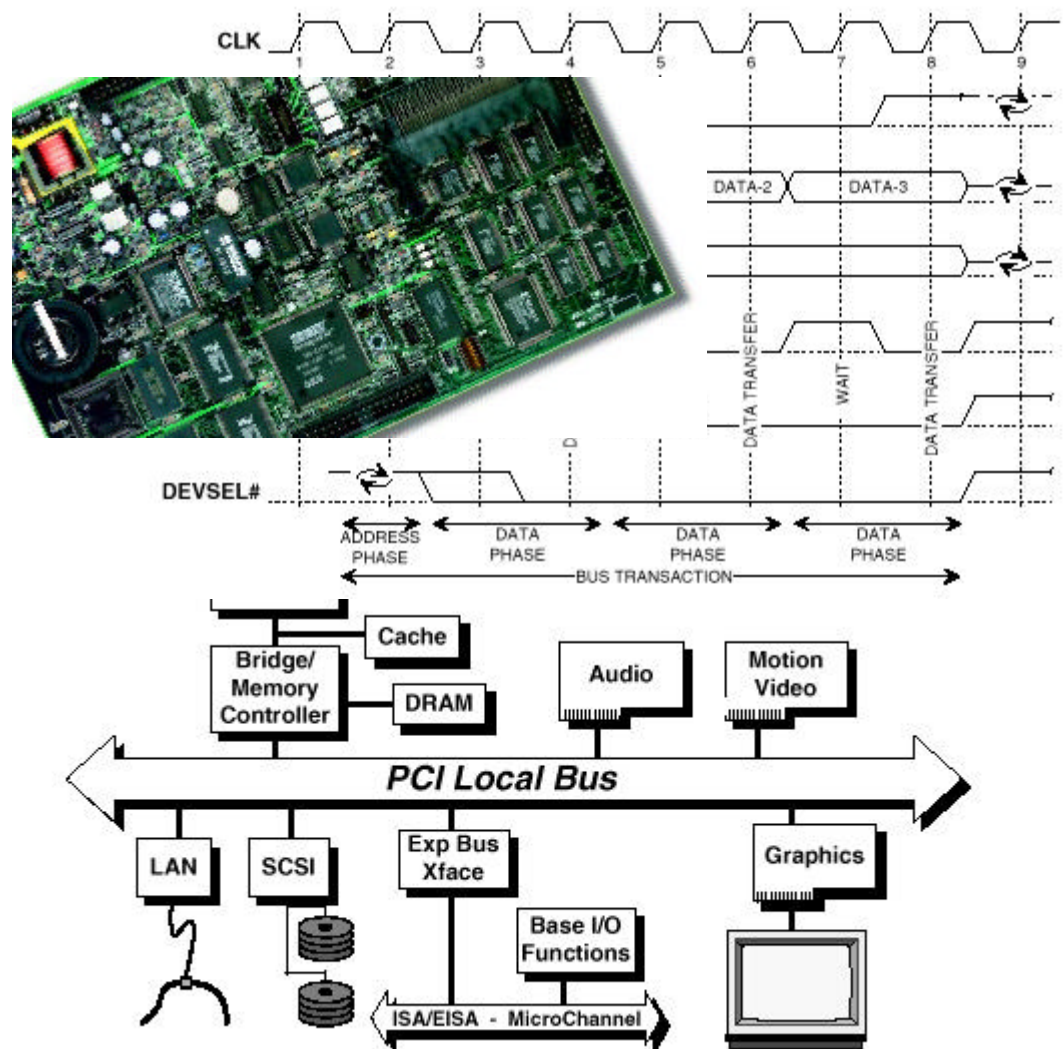 CLK
1 2 3 4 5 6 7 8 9
DATA-2 DATA-3
DATA TRANSFER
WAIT
DATA TRANSFER
D
DEVSEL#
ADDRESS PHASE
DATA PHASE
DATA PHASE
DATA PHASE
BUS TRANSACTION
Cache
Bridge/
Memory
Controller
DRAM
Audio
Motion
Video
PCI Local Bus
LAN
SCSI
Exp Bus
Xface
Graphics
Base I/O
Functions
ISA/EISA - MicroChannel